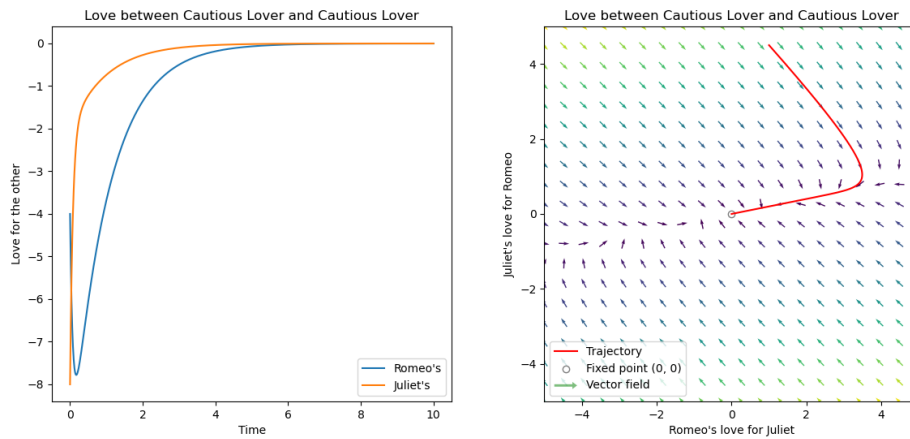 Love between Cautious Lover and Cautious Lover
Love for the other
0
−1
−2
−3
−4
−5
−6
−7
−8
0
2
4
6
8
10
Time
Romeo's
Juliet's
Love between Cautious Lover and Cautious Lover
Juliet's love for Romeo
4
2
0
−2
−4
−4
−2
0
2
4
Romeo's love for Juliet
Trajectory
Fixed point (0, 0)
Vector field